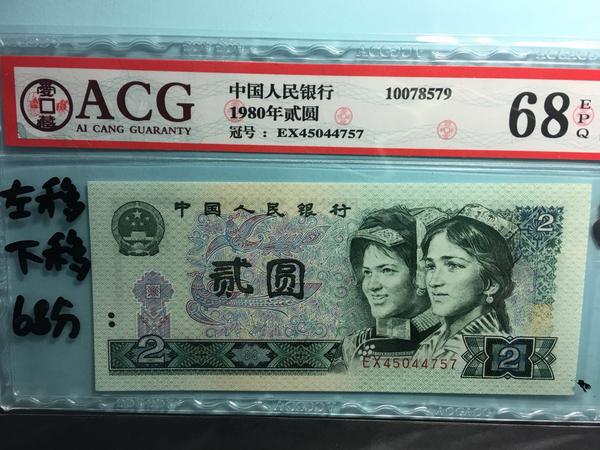 ACG
AI CANG GUARANTY
中国人民银行 10078579
1980年贰圆
冠号：EX45044757
68 EPQ
左移
下移
68分
中国人民银行
2
贰圆
2
EX45044757
2